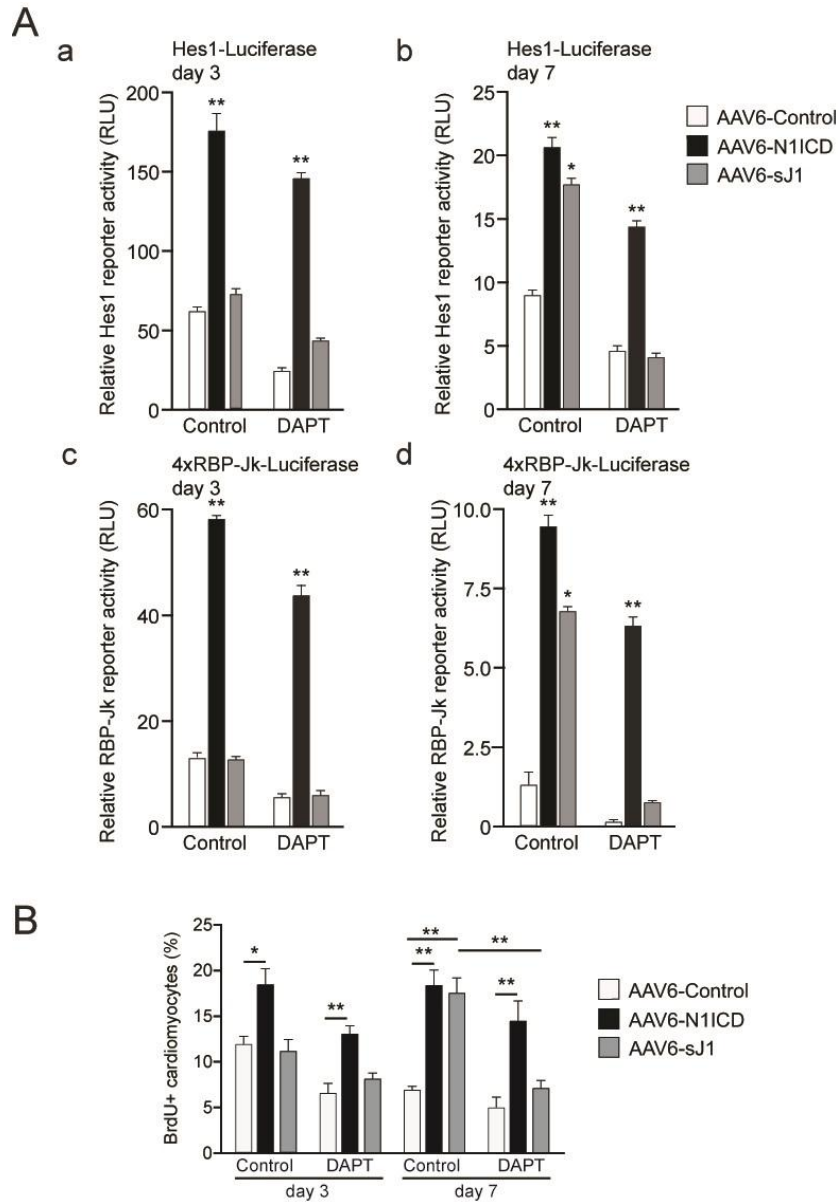 A
a
Hes1-Luciferase
day 3
b
Hes1-Luciferase
day 7
Relative Hes1 reporter activity (RLU)
200
150
100
50
0
**
**
Control
DAPT
Relative Hes1 reporter activity (RLU)
25
20
15
10
5
0
**
*
**
Control
DAPT
AAV6-Control
AAV6-N1ICD
AAV6-sJ1
c
4xRBP-Jk-Luciferase
day 3
d
4xRBP-Jk-Luciferase
day 7
Relative RBP-Jk reporter activity (RLU)
60
40
20
0
**
**
Control
DAPT
Relative RBP-Jk reporter activity (RLU)
10.0
7.5
5.0
2.5
0
**
*
**
Control
DAPT
B
BrdU+ cardiomyocytes (%)
25
20
15
10
5
0
*
**
**
**
**
**
Control
DAPT
Control
DAPT
day 3
day 7
AAV6-Control
AAV6-N1ICD
AAV6-sJ1